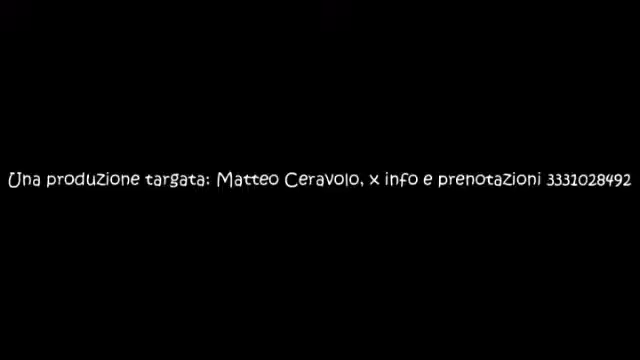 Una produzione targata: Matteo Ceravolo, x info e prenotazioni 3331028492